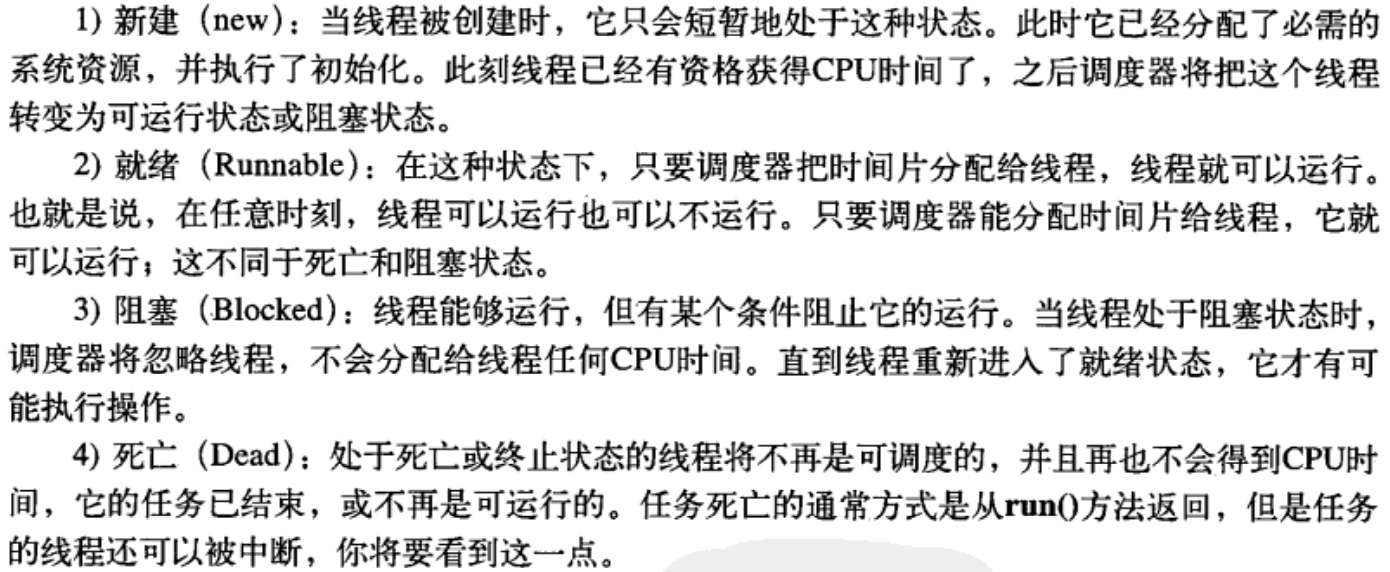 1) 新建（new）：当线程被创建时，它只会短暂地处于这种状态。此时它已经分配了必需的
系统资源，并执行了初始化。此刻线程已经有资格获得CPU时间了，之后调度器将把这个线程
转变为可运行状态或阻塞状态。
2) 就绪（Runnable）：在这种状态下，只要调度器把时间片分配给线程，线程就可以运行。
也就是说，在任意时刻，线程可以运行也可以不运行。只要调度器能分配时间片给线程，它就
可以运行；这不同于死亡和阻塞状态。
3) 阻塞（Blocked）：线程能够运行，但有某个条件阻止它的运行。当线程处于阻塞状态时，
调度器将忽略线程，不会分配给线程任何CPU时间。直到线程重新进入了就绪状态，它才有可
能执行操作。
4) 死亡（Dead）：处于死亡或终止状态的线程将不再是可调度的，并且再也不会得到CPU时
间，它的任务已结束，或不再是可运行的。任务死亡的通常方式是从run()方法返回，但是任务
的线程还可以被中断，你将要看到这一点。